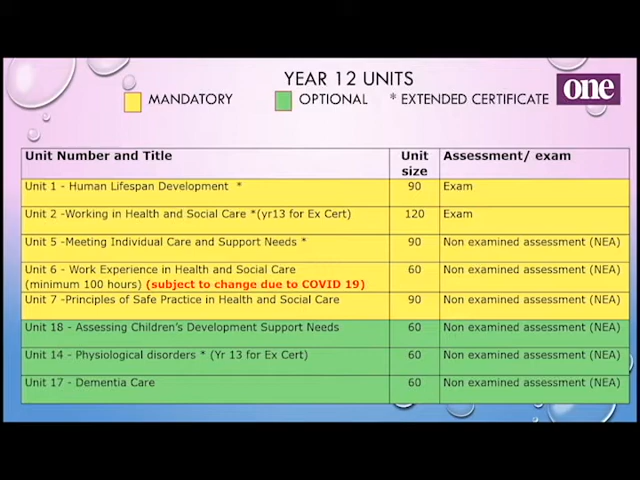 YEAR 12 UNITS
MANDATORY OPTIONAL * EXTENDED CERTIFICATE
one
Unit Number and Title Unit size Assessment/ exam
Unit 1 - Human Lifespan Development * 90 Exam
Unit 2 -Working in Health and Social Care *(yr13 for Ex Cert) 120 Exam
Unit 5 -Meeting Individual Care and Support Needs * 90 Non examined assessment (NEA)
Unit 6 - Work Experience in Health and Social Care 60 Non examined assessment (NEA)
(minimum 100 hours) (subject to change due to COVID 19)
Unit 7 -Principles of Safe Practice in Health and Social Care 90 Non examined assessment (NEA)
Unit 18 - Assessing Children's Development Support Needs 60 Non examined assessment (NEA)
Unit 14 - Physiological disorders * (Yr 13 for Ex Cert) 60 Non examined assessment (NEA)
Unit 17 - Dementia Care 60 Non examined assessment (NEA)